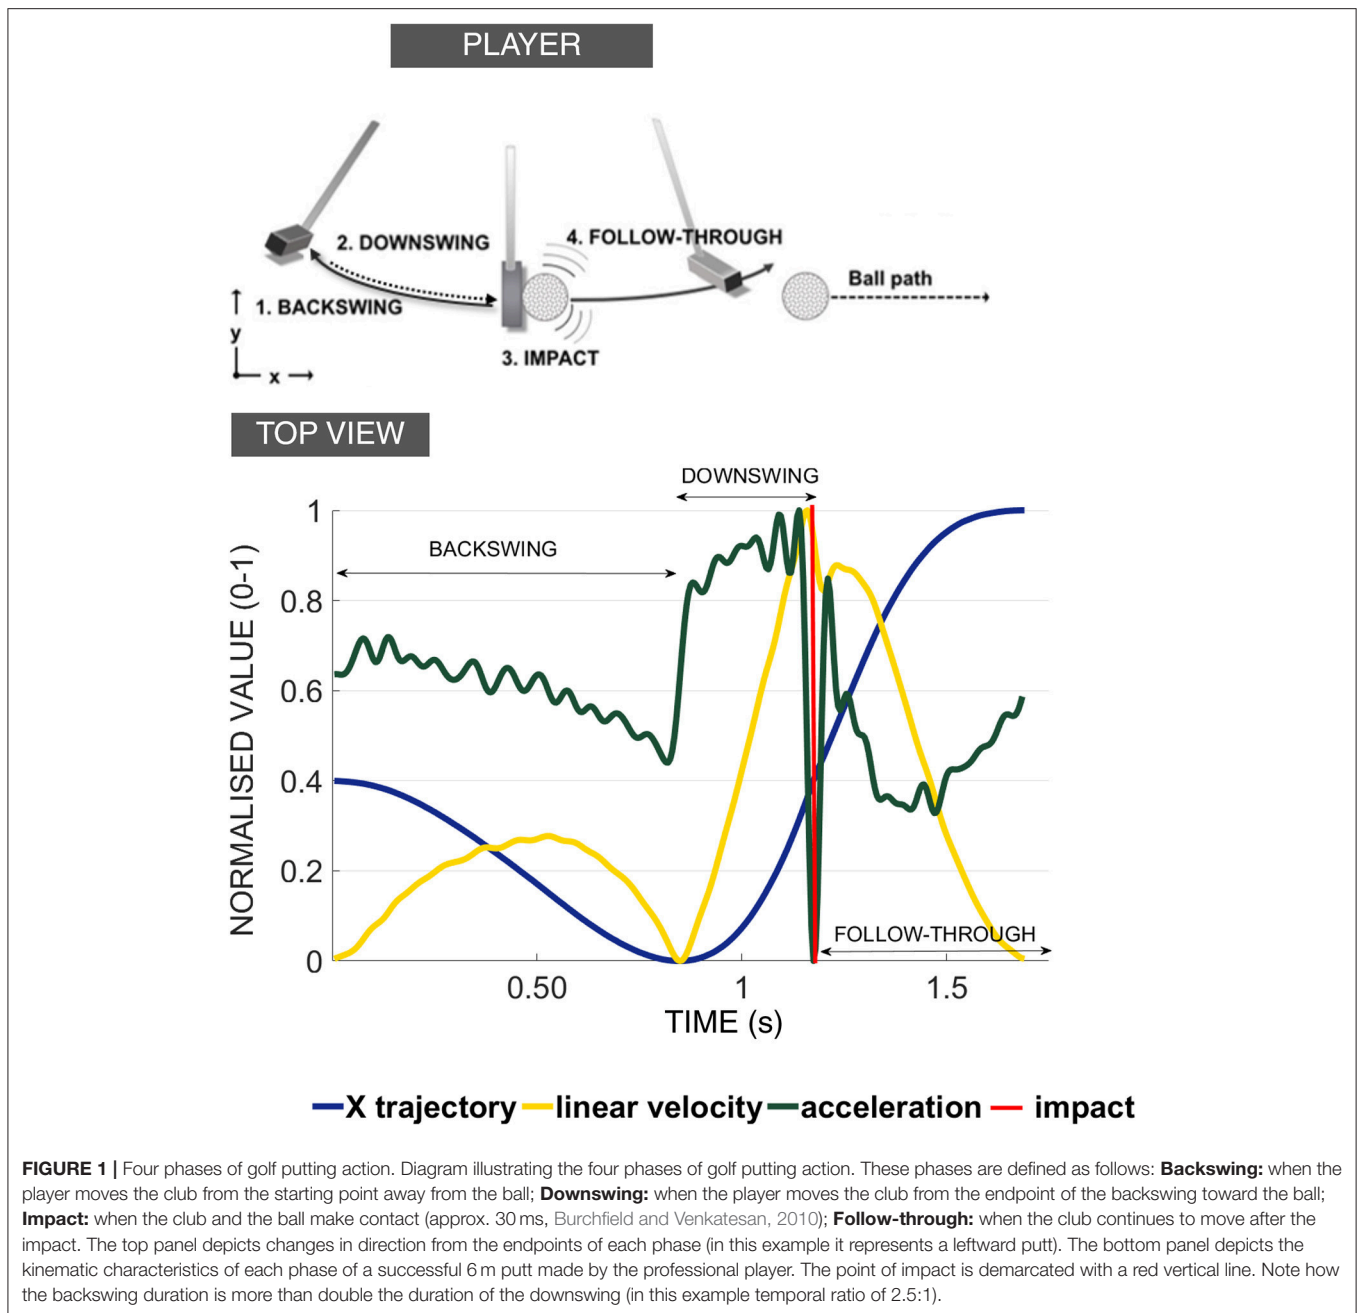 PLAYER
2. DOWNSWING
4. FOLLOW-THROUGH
Ball path
1. BACKSWING
y
3. IMPACT
x
TOP VIEW
DOWNSWING
BACKSWING
NORMALISED VALUE (0-1)
1
0.8
0.6
0.4
0.2
0
FOLLOW-THROUGH
0.50 1 1.5
TIME (s)
X trajectory linear velocity acceleration impact
FIGURE 1 | Four phases of golf putting action. Diagram illustrating the four phases of golf putting action. These phases are defined as follows: Backswing: when the
player moves the club from the starting point away from the ball; Downswing: when the player moves the club from the endpoint of the backswing toward the ball;
Impact: when the club and the ball make contact (approx. 30 ms, Burchfield and Venkatesan, 2010); Follow-through: when the club continues to move after the
impact. The top panel depicts changes in direction from the endpoints of each phase (in this example it represents a leftward putt). The bottom panel depicts the
kinematic characteristics of each phase of a successful 6 m putt made by the professional player. The point of impact is demarcated with a red vertical line. Note how
the backswing duration is more than double the duration of the downswing (in this example temporal ratio of 2.5:1).